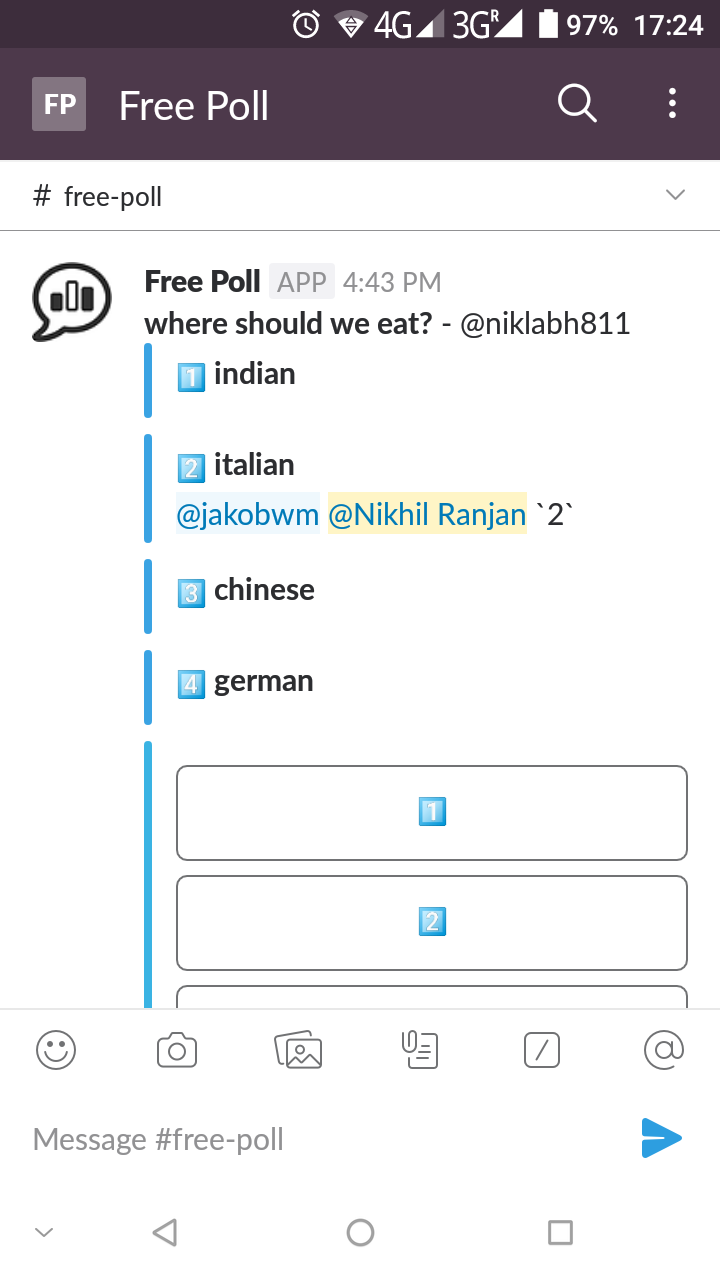 4G 3G R 97% 17:24
FP Free Poll
# free-poll
Free Poll APP 4:43 PM
where should we eat? - @niklabh811
1 indian
2 italian
@jakobwm @Nikhil Ranjan `2`
3 chinese
4 german
1
2
Message #free-poll